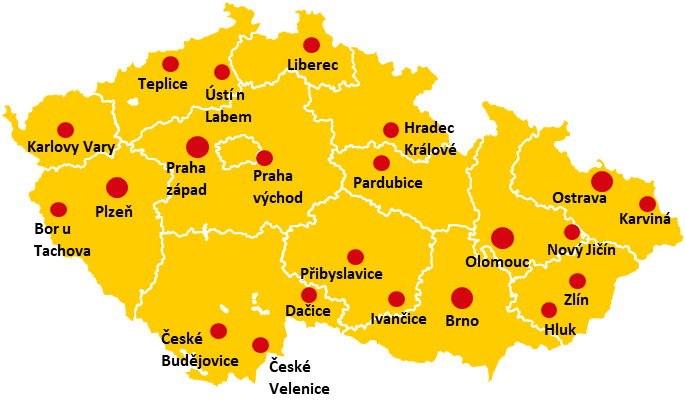 Liberec
Teplice
Ústí n
Labem
Hradec
Králové
Karlovy Vary
Praha
západ
Praha
východ
Pardubice
Ostrava
Karviná
Plzeň
Bor u
Tachova
Olomouc
Nový Jičín
Přibyslavice
Zlín
Dačice
Ivančice
Brno
Hluk
České
Budějovice
České
Velenice